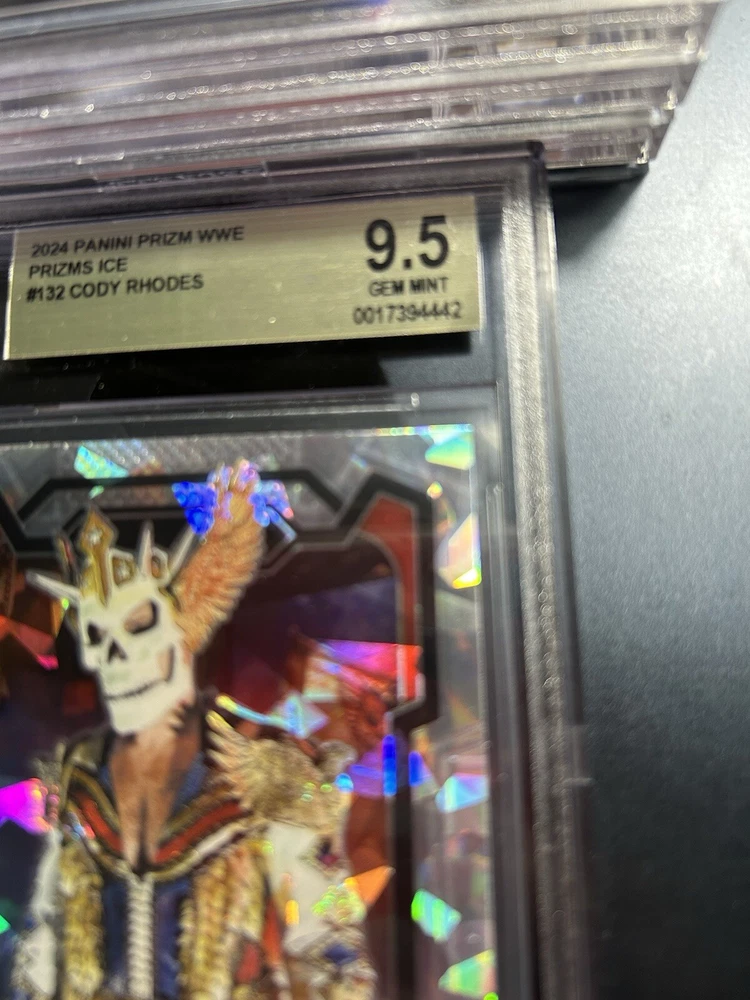 2024 PANINI PRIZM WWE
PRIZMS ICE
#132 CODY RHODES
9.5
GEM MINT
0017394442